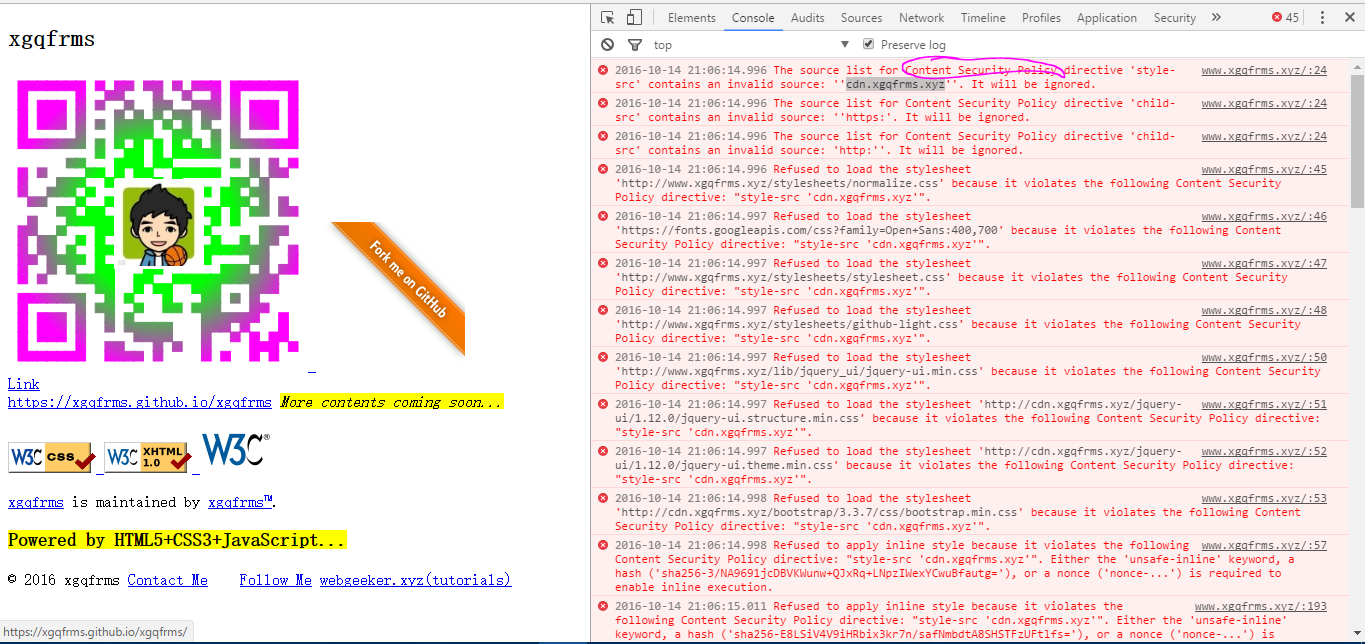 xgqfrms
Fork me on GitHub
Link
https://xgqfrms.github.io/xgqfrms More contents coming soon...
W3C css W3C XHTML 1.0 W3C®
xgqfrms is maintained by xgqfrms™.
Powered by HTML5+CSS3+JavaScript...
© 2016 xgqfrms Contact Me Follow Me webgeeker.xyz(tutorials)
https://xgqfrms.github.io/xgqfrms/
Elements Console Audits Sources Network Timeline Profiles Application Security » 45
top ▼ Preserve log
2016-10-14 21:06:14.996 The source list for Content Security Policy directive 'style- www.xgqfrms.xyz/:24
src' contains an invalid source: ''cdn.xgqfrms.xyz''. It will be ignored.
2016-10-14 21:06:14.996 The source list for Content Security Policy directive 'child- www.xgqfrms.xyz/:24
src' contains an invalid source: ''https:'. It will be ignored.
2016-10-14 21:06:14.996 The source list for Content Security Policy directive 'child- www.xgqfrms.xyz/:24
src' contains an invalid source: 'http:''. It will be ignored.
2016-10-14 21:06:14.997 Refused to load the stylesheet www.xgqfrms.xyz/:45
'http://www.xgqfrms.xyz/stylesheets/normalize.css' because it violates the following Content Security
Policy directive: "style-src 'cdn.xgqfrms.xyz'".
2016-10-14 21:06:14.997 Refused to load the stylesheet www.xgqfrms.xyz/:46
'https://fonts.googleapis.com/css?family=Open+Sans:400,700' because it violates the following Content
Security Policy directive: "style-src 'cdn.xgqfrms.xyz'".
2016-10-14 21:06:14.997 Refused to load the stylesheet www.xgqfrms.xyz/:47
'http://www.xgqfrms.xyz/stylesheets/stylesheet.css' because it violates the following Content Security
Policy directive: "style-src 'cdn.xgqfrms.xyz'".
2016-10-14 21:06:14.997 Refused to load the stylesheet www.xgqfrms.xyz/:48
'http://www.xgqfrms.xyz/stylesheets/github-light.css' because it violates the following Content Security
Policy directive: "style-src 'cdn.xgqfrms.xyz'".
2016-10-14 21:06:14.997 Refused to load the stylesheet www.xgqfrms.xyz/:50
'http://www.xgqfrms.xyz/lib/jquery_ui/jquery-ui.min.css' because it violates the following Content
Security Policy directive: "style-src 'cdn.xgqfrms.xyz'".
2016-10-14 21:06:14.997 Refused to load the stylesheet 'http://cdn.xgqfrms.xyz/jquery- www.xgqfrms.xyz/:51
ui/1.12.0/jquery-ui.structure.min.css' because it violates the following Content Security Policy directive:
"style-src 'cdn.xgqfrms.xyz'".
2016-10-14 21:06:14.997 Refused to load the stylesheet 'http://cdn.xgqfrms.xyz/jquery- www.xgqfrms.xyz/:52
ui/1.12.0/jquery-ui.theme.min.css' because it violates the following Content Security Policy directive:
"style-src 'cdn.xgqfrms.xyz'".
2016-10-14 21:06:14.998 Refused to load the stylesheet www.xgqfrms.xyz/:53
'http://cdn.xgqfrms.xyz/bootstrap/3.3.7/css/bootstrap.min.css' because it violates the following Content
Security Policy directive: "style-src 'cdn.xgqfrms.xyz'".
2016-10-14 21:06:14.998 Refused to apply inline style because it violates the following www.xgqfrms.xyz/:57
Content Security Policy directive: "style-src 'cdn.xgqfrms.xyz'". Either the 'unsafe-inline' keyword, a
hash ('sha256-3/NA9691jcDBVKWunw+QJxRq+LNpzIWexYCwuBfautg='), or a nonce ('nonce-...') is required to
enable inline execution.
2016-10-14 21:06:15.011 Refused to apply inline style because it violates the www.xgqfrms.xyz/:193
following Content Security Policy directive: "style-src 'cdn.xgqfrms.xyz'". Either the 'unsafe-inline'
keyword, a hash ('sha256-E8LSiV4V9iHRbix3kr7n/safNmbdtA8SHSTFzUFtlfs='), or a nonce ('nonce-...') is